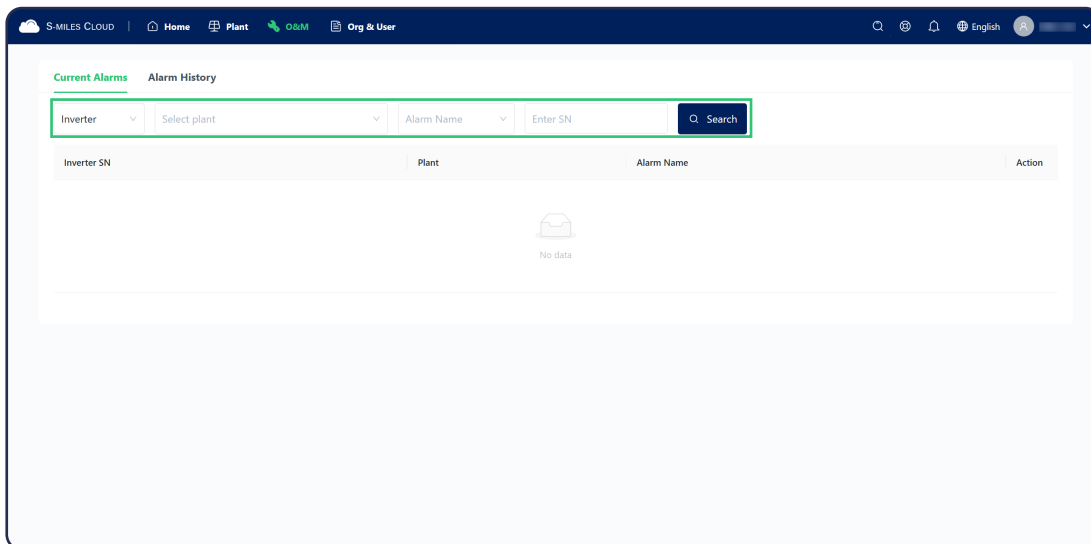 S-MILES CLOUD | Home Plant O&M Org & User English A
Current Alarms Alarm History
Inverter Select plant Alarm Name Enter SN Search
Inverter SN Plant Alarm Name Action
No data